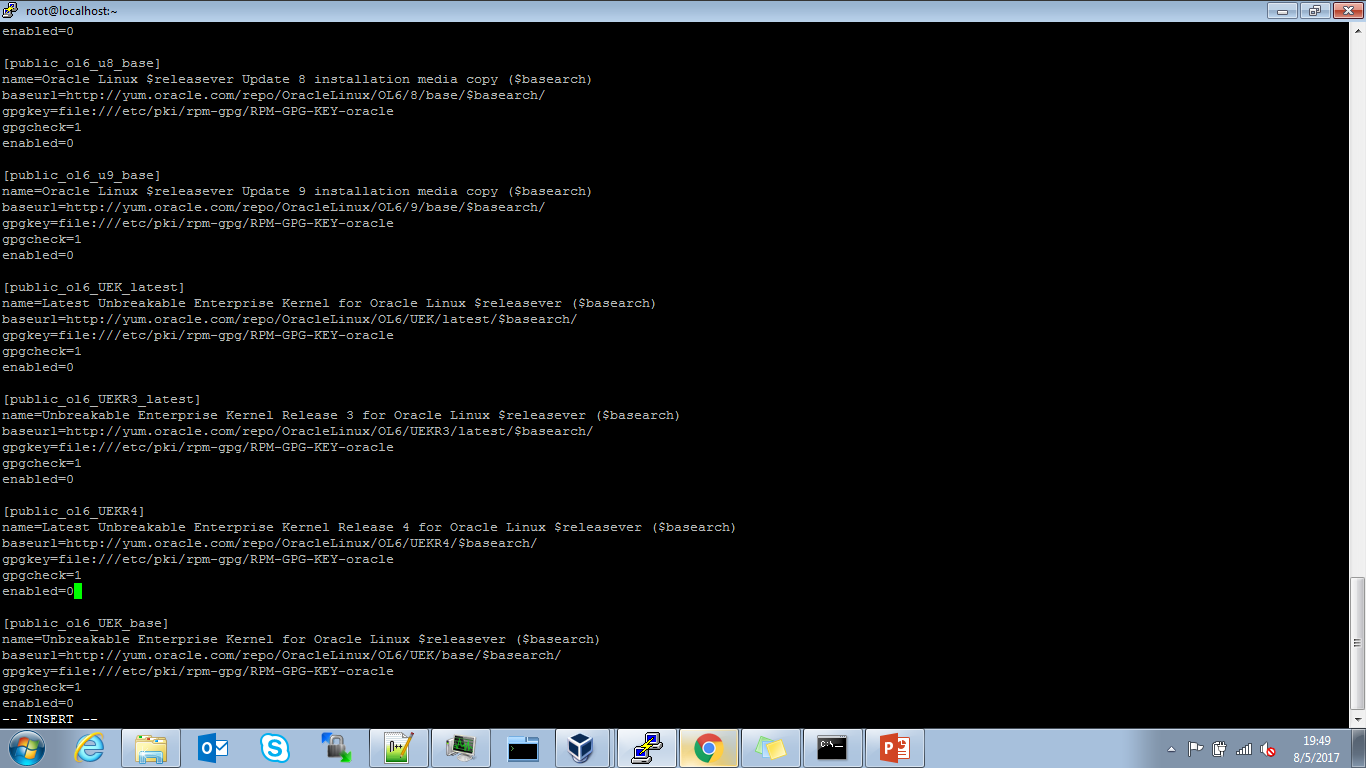 root@localhost:~
enabled=0
[public_ol6_u8_base]
name=Oracle Linux $releasever Update 8 installation media copy ($basearch)
baseurl=http://yum.oracle.com/repo/OracleLinux/OL6/8/base/$basearch/
gpgkey=file:///etc/pki/rpm-gpg/RPM-GPG-KEY-oracle
gpgcheck=1
enabled=0
[public_ol6_u9_base]
name=Oracle Linux $releasever Update 9 installation media copy ($basearch)
baseurl=http://yum.oracle.com/repo/OracleLinux/OL6/9/base/$basearch/
gpgkey=file:///etc/pki/rpm-gpg/RPM-GPG-KEY-oracle
gpgcheck=1
enabled=0
[public_ol6_UEK_latest]
name=Latest Unbreakable Enterprise Kernel for Oracle Linux $releasever ($basearch)
baseurl=http://yum.oracle.com/repo/OracleLinux/OL6/UEK/latest/$basearch/
gpgkey=file:///etc/pki/rpm-gpg/RPM-GPG-KEY-oracle
gpgcheck=1
enabled=0
[public_ol6_UEKR3_latest]
name=Unbreakable Enterprise Kernel Release 3 for Oracle Linux $releasever ($basearch)
baseurl=http://yum.oracle.com/repo/OracleLinux/OL6/UEKR3/latest/$basearch/
gpgkey=file:///etc/pki/rpm-gpg/RPM-GPG-KEY-oracle
gpgcheck=1
enabled=0
[public_ol6_UEKR4]
name=Latest Unbreakable Enterprise Kernel Release 4 for Oracle Linux $releasever ($basearch)
baseurl=http://yum.oracle.com/repo/OracleLinux/OL6/UEKR4/$basearch/
gpgkey=file:///etc/pki/rpm-gpg/RPM-GPG-KEY-oracle
gpgcheck=1
enabled=0
[public_ol6_UEK_base]
name=Unbreakable Enterprise Kernel for Oracle Linux $releasever ($basearch)
baseurl=http://yum.oracle.com/repo/OracleLinux/OL6/UEK/base/$basearch/
gpgkey=file:///etc/pki/rpm-gpg/RPM-GPG-KEY-oracle
gpgcheck=1
enabled=0
-- INSERT --
19:49
8/5/2017